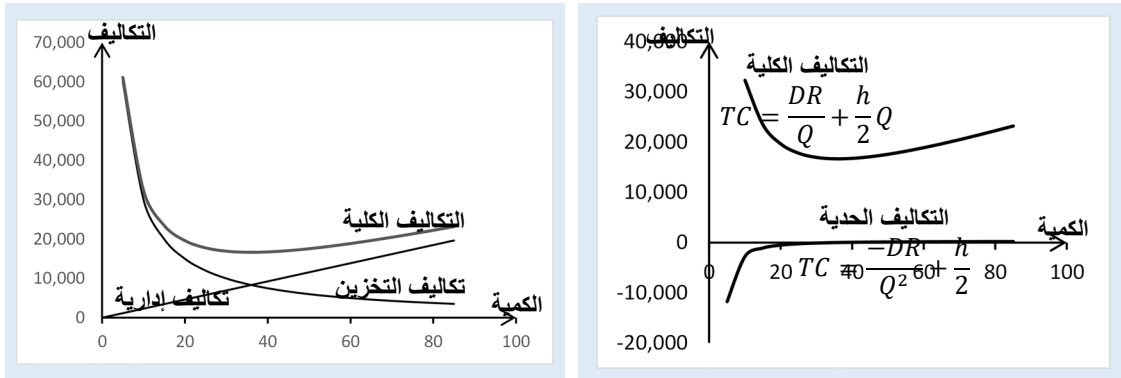 التكاليف
70,000
60,000
50,000
40,000
30,000
20,000
10,000
0
التكاليف الكلية
تكاليف التخزين
تكاليف إدارية
الكمية
0 20 40 60 80 100
التكاليف
40,000
30,000
20,000
10,000
0
-10,000
-20,000
التكاليف الكلية
TC = DR/Q + h/2 Q
التكاليف الحدية
الكمية
0 20 40 60 80 100
TC = -DR/Q² + h/2